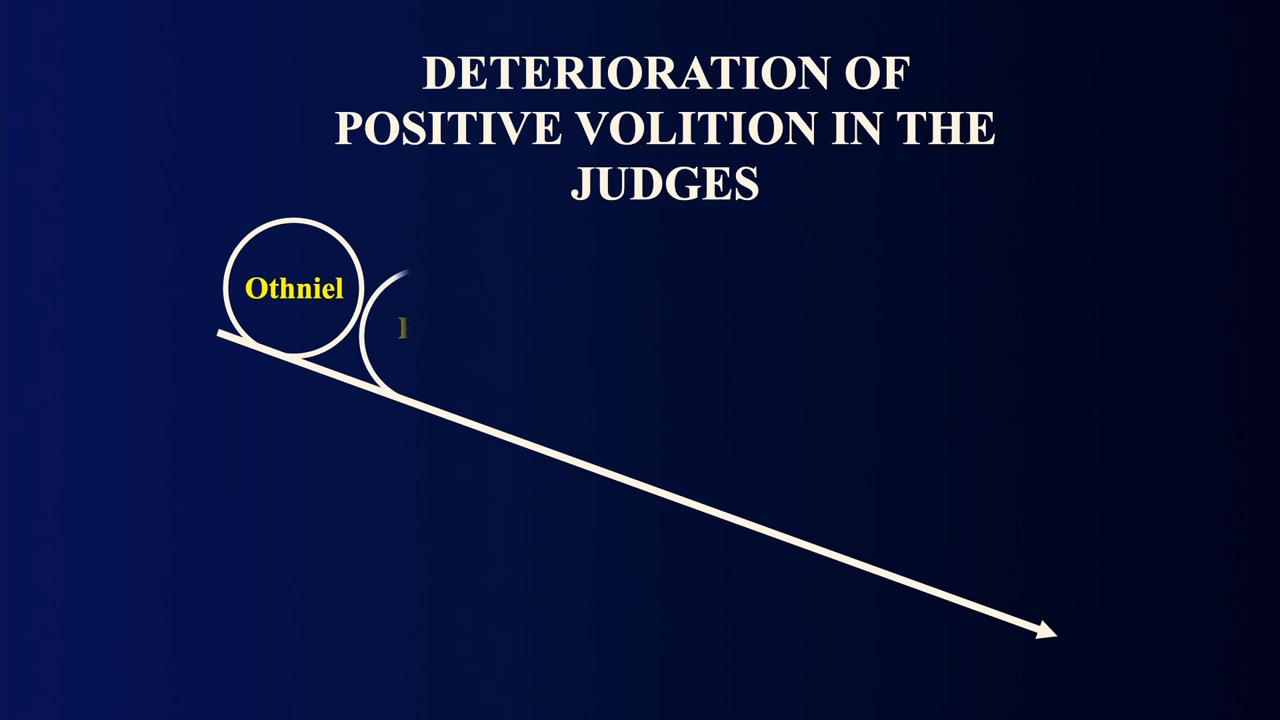 DETERIORATION OF
POSITIVE VOLITION IN THE
JUDGES
Othniel